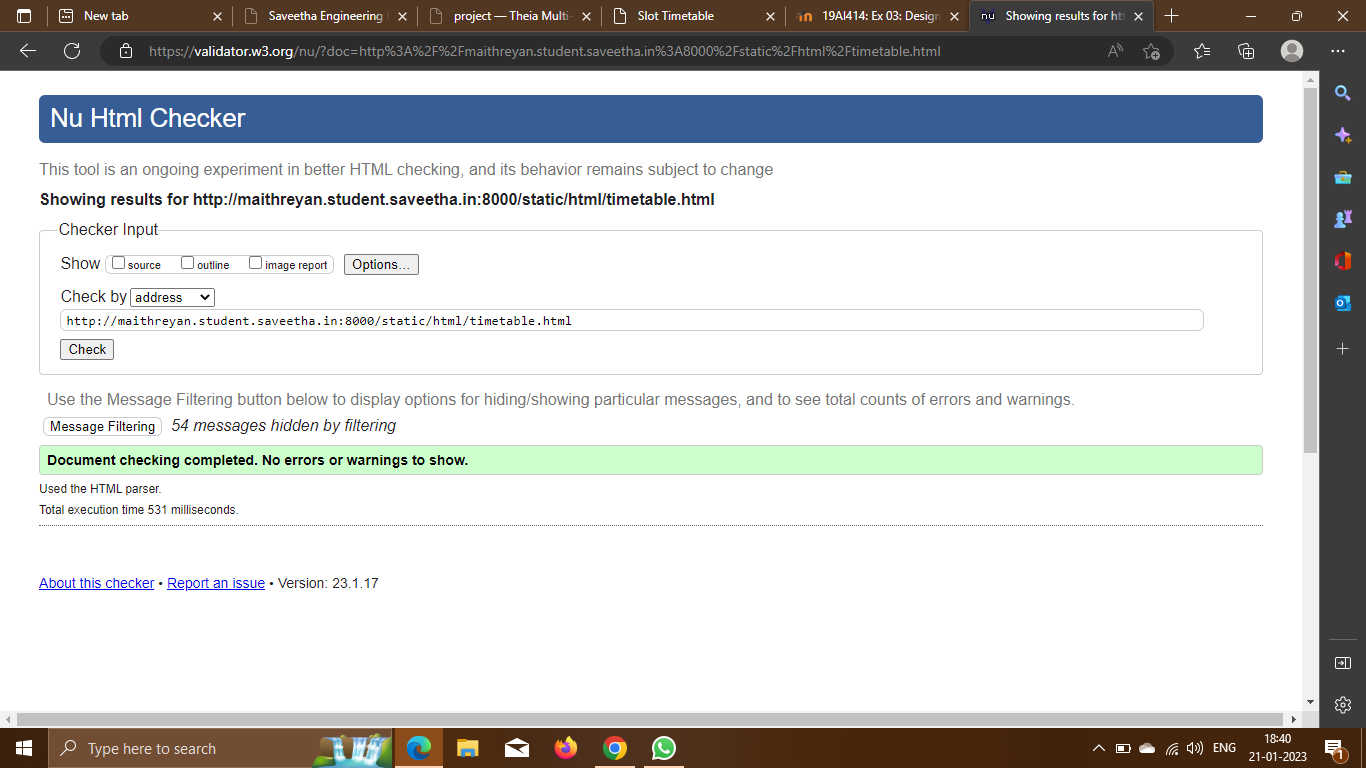 New tab
Saveetha Engineering
project — Theia Multi-
Slot Timetable
19AI414: Ex 03: Design
nu
Showing results for htt
https://validator.w3.org/nu/?doc=http%3A%2F%2Fmaithreyan.student.saveetha.in%3A8000%2Fstatic%2Fhtml%2Ftimetable.html
Nu Html Checker
This tool is an ongoing experiment in better HTML checking, and its behavior remains subject to change
Showing results for http://maithreyan.student.saveetha.in:8000/static/html/timetable.html
Checker Input
Show source outline image report Options...
Check by address
http://maithreyan.student.saveetha.in:8000/static/html/timetable.html
Check
Use the Message Filtering button below to display options for hiding/showing particular messages, and to see total counts of errors and warnings.
Message Filtering 54 messages hidden by filtering
Document checking completed. No errors or warnings to show.
Used the HTML parser.
Total execution time 531 milliseconds.
About this checker • Report an issue • Version: 23.1.17
Type here to search
ENG
18:40
21-01-2023
1